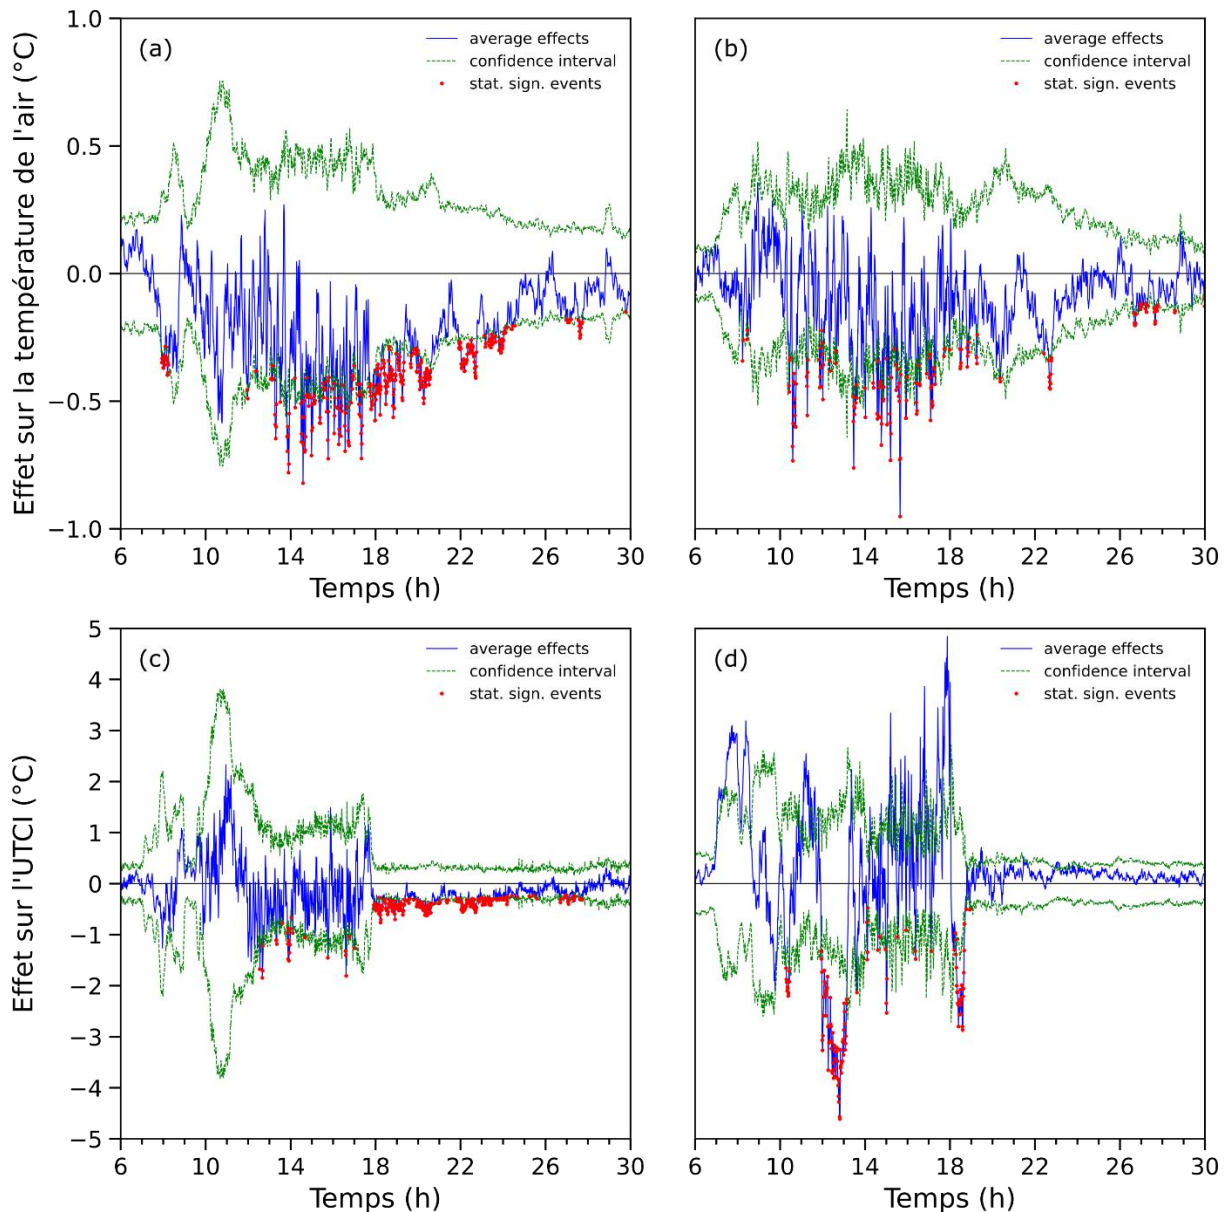 Effet sur la température de l'air (°C)
1.0
0.5
0.0
−0.5
−1.0
(a)
average effects
confidence interval
stat. sign. events
6 10 14 18 22 26 30
Temps (h)
(b)
average effects
confidence interval
stat. sign. events
6 10 14 18 22 26 30
Temps (h)
Effet sur l'UTCI (°C)
5
4
3
2
1
0
−1
−2
−3
−4
−5
(c)
average effects
confidence interval
stat. sign. events
6 10 14 18 22 26 30
Temps (h)
(d)
average effects
confidence interval
stat. sign. events
6 10 14 18 22 26 30
Temps (h)